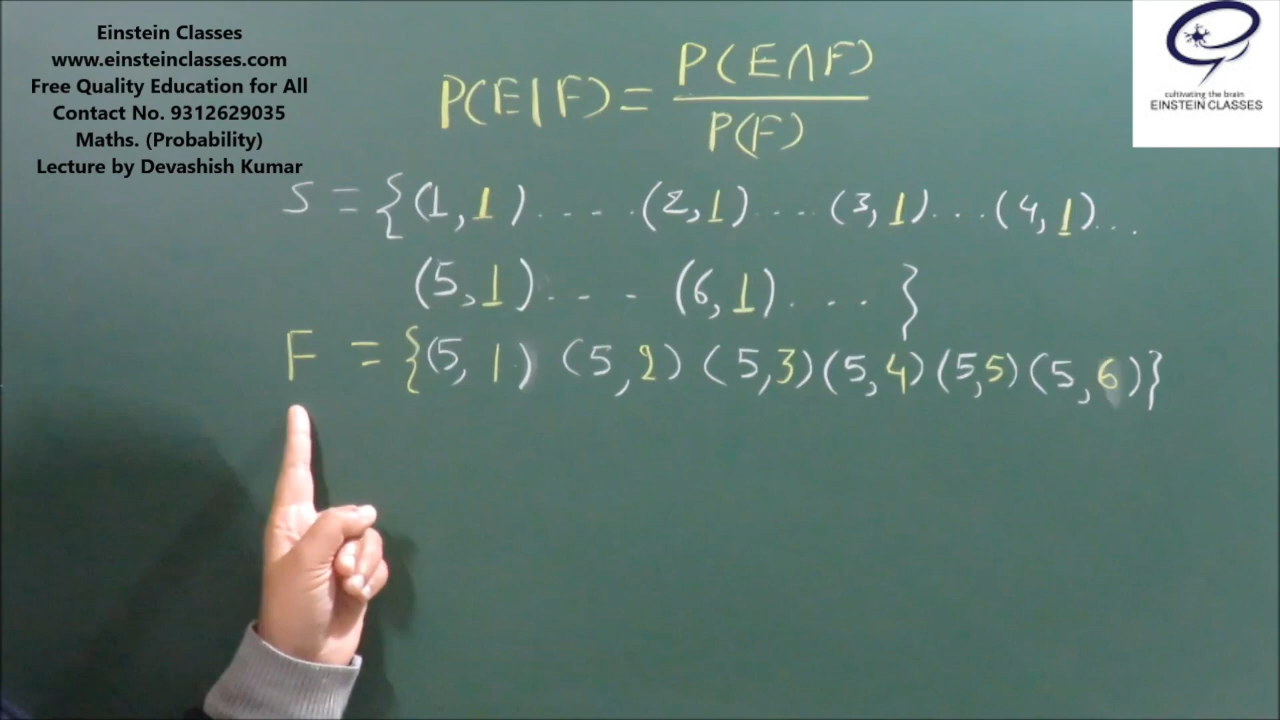 Einstein Classes
www.einsteinclasses.com
Free Quality Education for All
Contact No. 9312629035
Maths. (Probability)
Lecture by Devashish Kumar
cultivating the brain
EINSTEIN CLASSES
P(E|F) = P(E∩F) / P(F)
S = {(1, 1) .... (2, 1) ... (3, 1) ... (4, 1) ...
(5, 1) ... (6, 1) ... }
F = {(5, 1) (5, 2) (5, 3) (5, 4) (5, 5) (5, 6)}